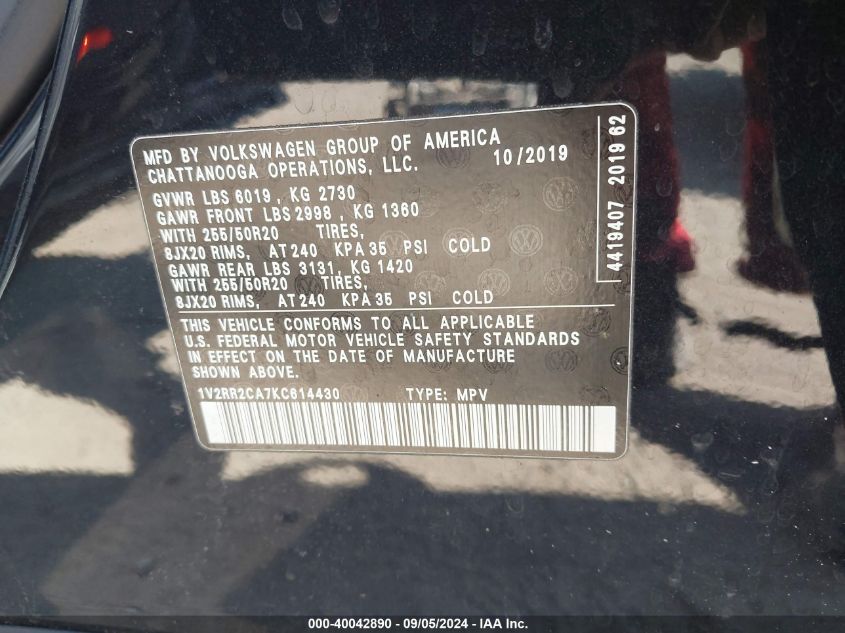 MFD BY VOLKSWAGEN GROUP OF AMERICA
CHATTANOOGA OPERATIONS, LLC. 10/2019
GVWR LBS 6019 , KG 2730
GAWR FRONT LBS 2998 , KG 1360
WITH 255/50R20 TIRES,
8JX20 RIMS, AT 240 KPA 35 PSI COLD
GAWR REAR LBS 3131, KG 1420
WITH 255/50R20 TIRES,
8JX20 RIMS, AT 240 KPA 35 PSI COLD
4419407 2019 62
THIS VEHICLE CONFORMS TO ALL APPLICABLE
U.S. FEDERAL MOTOR VEHICLE SAFETY STANDARDS
IN EFFECT ON THE DATE OF MANUFACTURE
SHOWN ABOVE.
1V2RR2CA7KC614430 TYPE: MPV
000-40042890 - 09/05/2024 - IAA Inc.